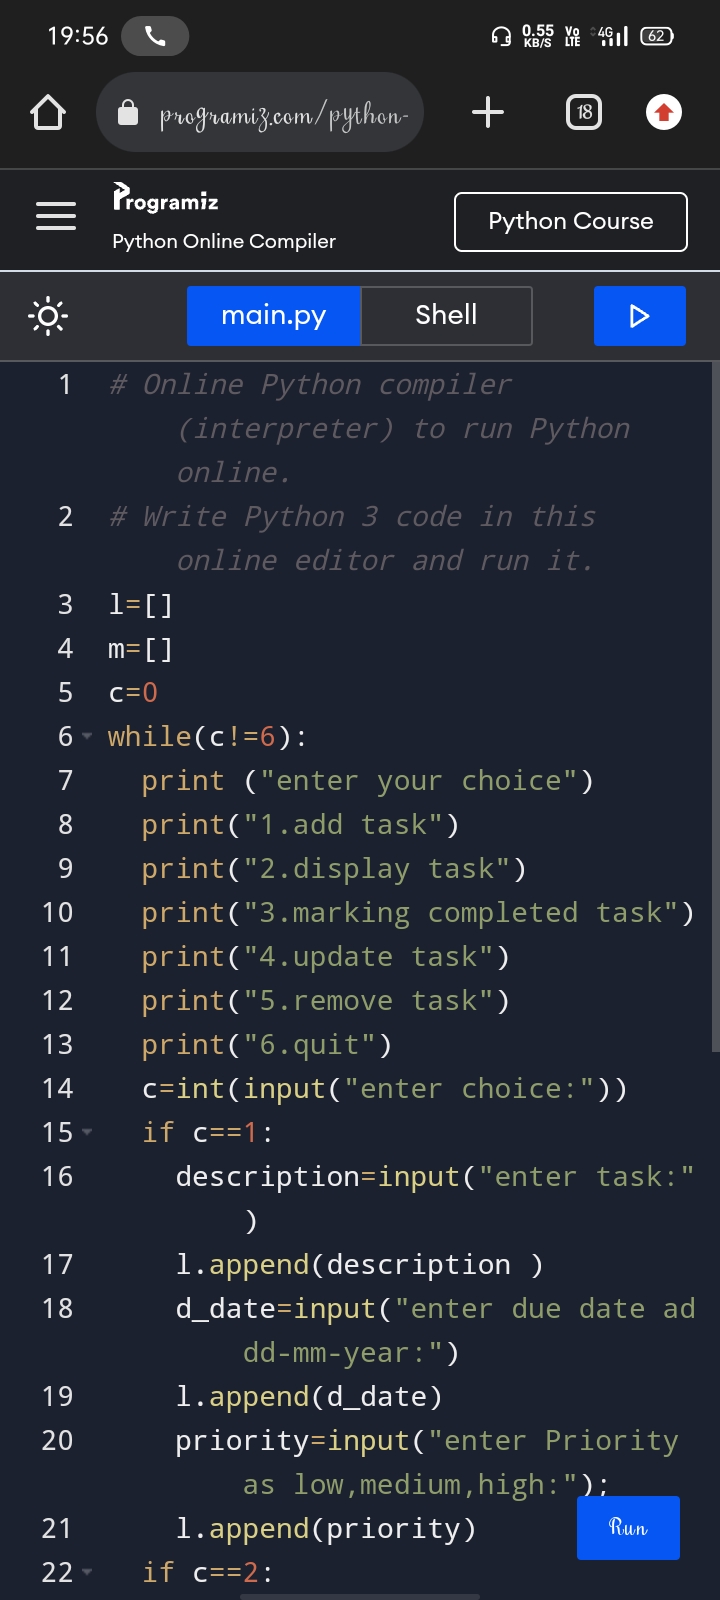 19:56 0.55 KB/S Vo LTE 4G 62
programiz.com/python- 18
Programiz
Python Online Compiler Python Course
main.py Shell
1 # Online Python compiler
(interpreter) to run Python
online.
2 # Write Python 3 code in this
online editor and run it.
3 l=[]
4 m=[]
5 c=0
6 while(c!=6):
7 print ("enter your choice")
8 print("1.add task")
9 print("2.display task")
10 print("3.marking completed task")
11 print("4.update task")
12 print("5.remove task")
13 print("6.quit")
14 c=int(input("enter choice:"))
15 if c==1:
16 description=input("enter task:"
)
17 l.append(description )
18 d_date=input("enter due date ad
dd-mm-year:")
19 l.append(d_date)
20 priority=input("enter Priority
as low,medium,high:");
21 l.append(priority)
Run
22 if c==2: